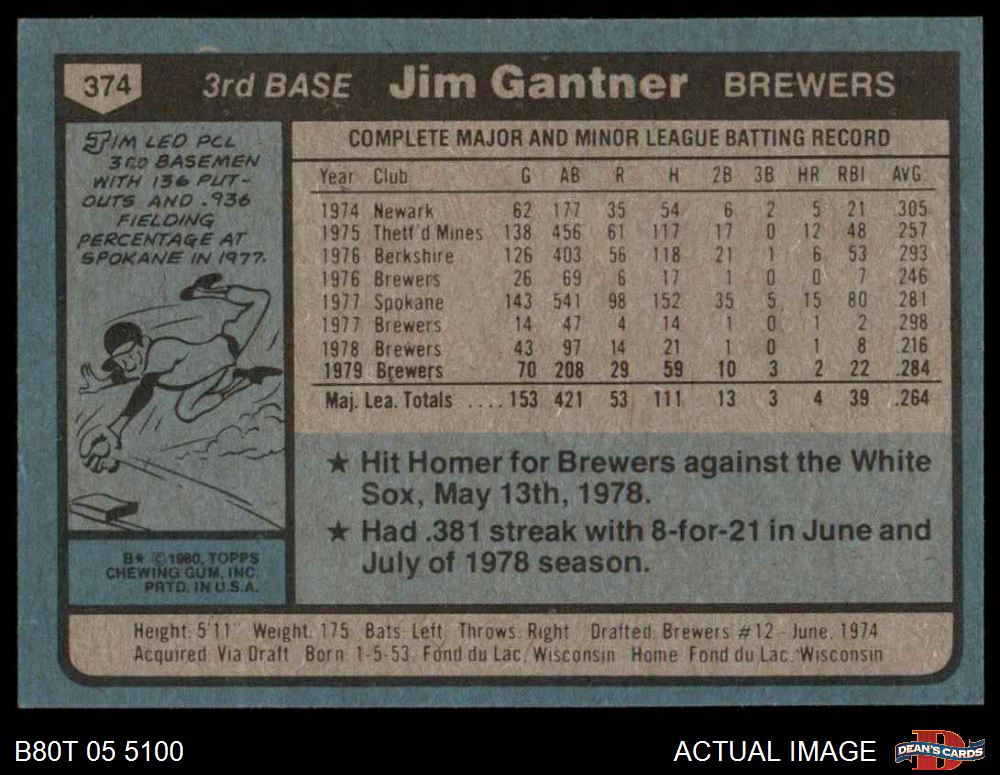 374 3rd BASE Jim Gantner BREWERS
JIM LED PCL
3RD BASEMEN
WITH 136 PUT-
OUTS AND .936
FIELDING
PERCENTAGE AT
SPOKANE IN 1977.
B* © 1980, TOPPS
CHEWING GUM, INC.
PRTD. IN U.S.A.
COMPLETE MAJOR AND MINOR LEAGUE BATTING RECORD
Year Club G AB R H 2B 3B HR RBI AVG
1974 Newark 62 177 35 54 6 2 5 21 .305
1975 Thetf'd Mines 138 456 61 117 17 0 12 48 .257
1976 Berkshire 126 403 56 118 21 1 6 53 .293
1976 Brewers 26 69 6 17 1 0 0 7 .246
1977 Spokane 143 541 98 152 35 5 15 80 .281
1977 Brewers 14 47 4 14 1 0 1 2 .298
1978 Brewers 43 97 14 21 1 0 1 8 .216
1979 Brewers 70 208 29 59 10 3 2 22 .284
Maj. Lea. Totals .... 153 421 53 111 13 3 4 39 .264
★ Hit Homer for Brewers against the White
Sox, May 13th, 1978.
★ Had .381 streak with 8-for-21 in June and
July of 1978 season.
Height: 5'11" Weight: 175 Bats: Left Throws: Right Drafted: Brewers #12 - June, 1974
Acquired: Via Draft Born: 1-5-53, Fond du Lac, Wisconsin Home: Fond du Lac, Wisconsin
B80T 05 5100
ACTUAL IMAGE
DEAN'S CARDS